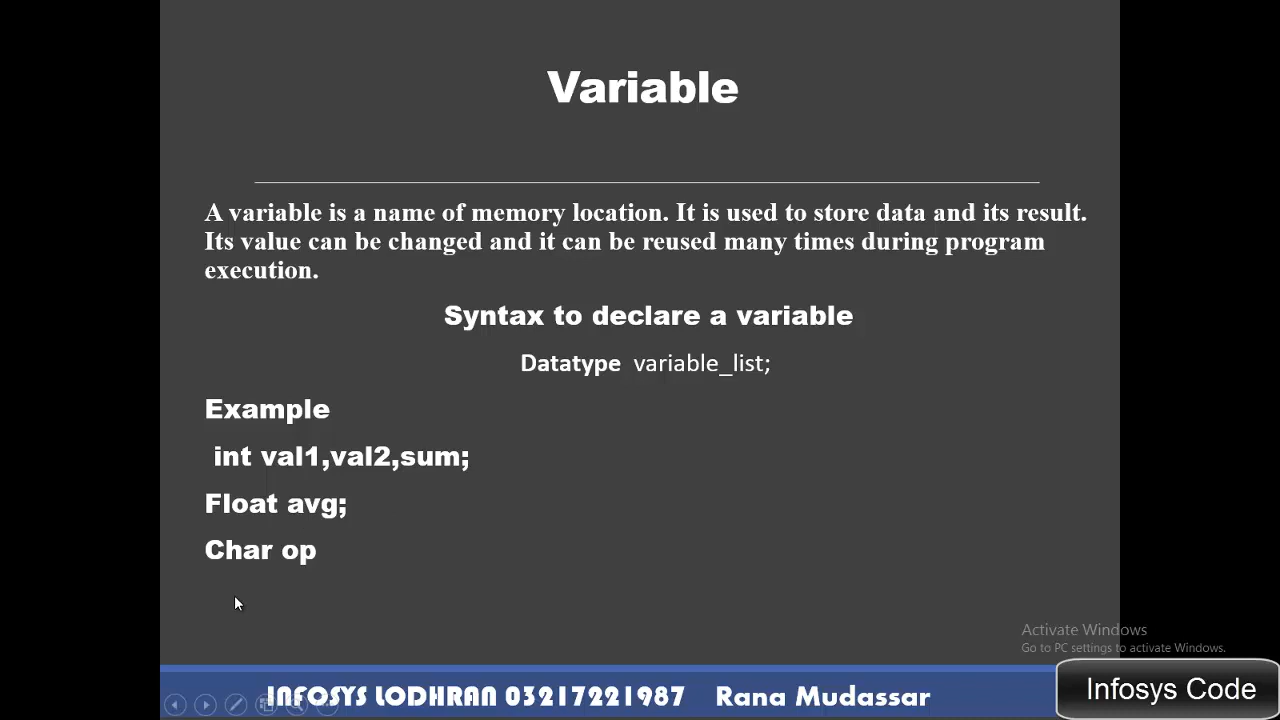 Variable
A variable is a name of memory location. It is used to store data and its result.
Its value can be changed and it can be reused many times during program
execution.
Syntax to declare a variable
Datatype variable_list;
Example
int val1,val2,sum;
Float avg;
Char op
Activate Windows
Go to PC settings to activate Windows.
INFOSYS LODHRAN 03217221987 Rana Mudassar
Infosys Code